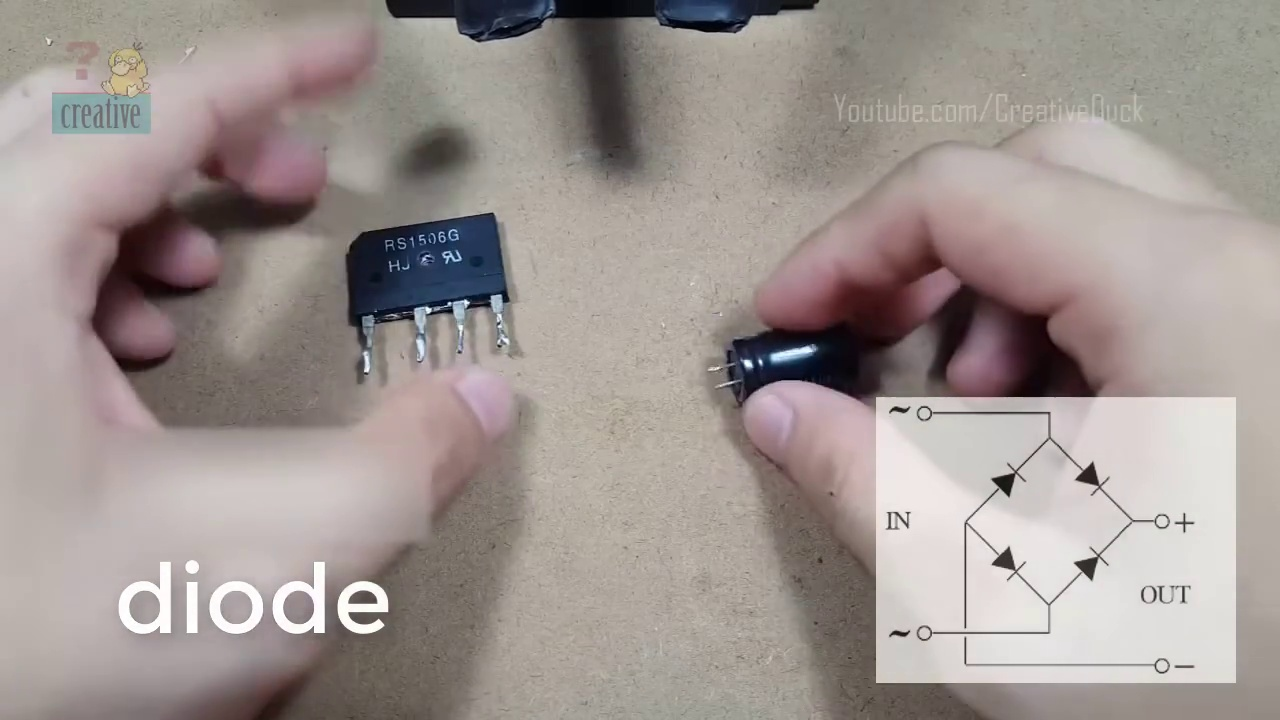 ?
creative
Youtube.com/CreativeDuck
RS1506G
HJ
diode
~
IN
+
OUT
~
−